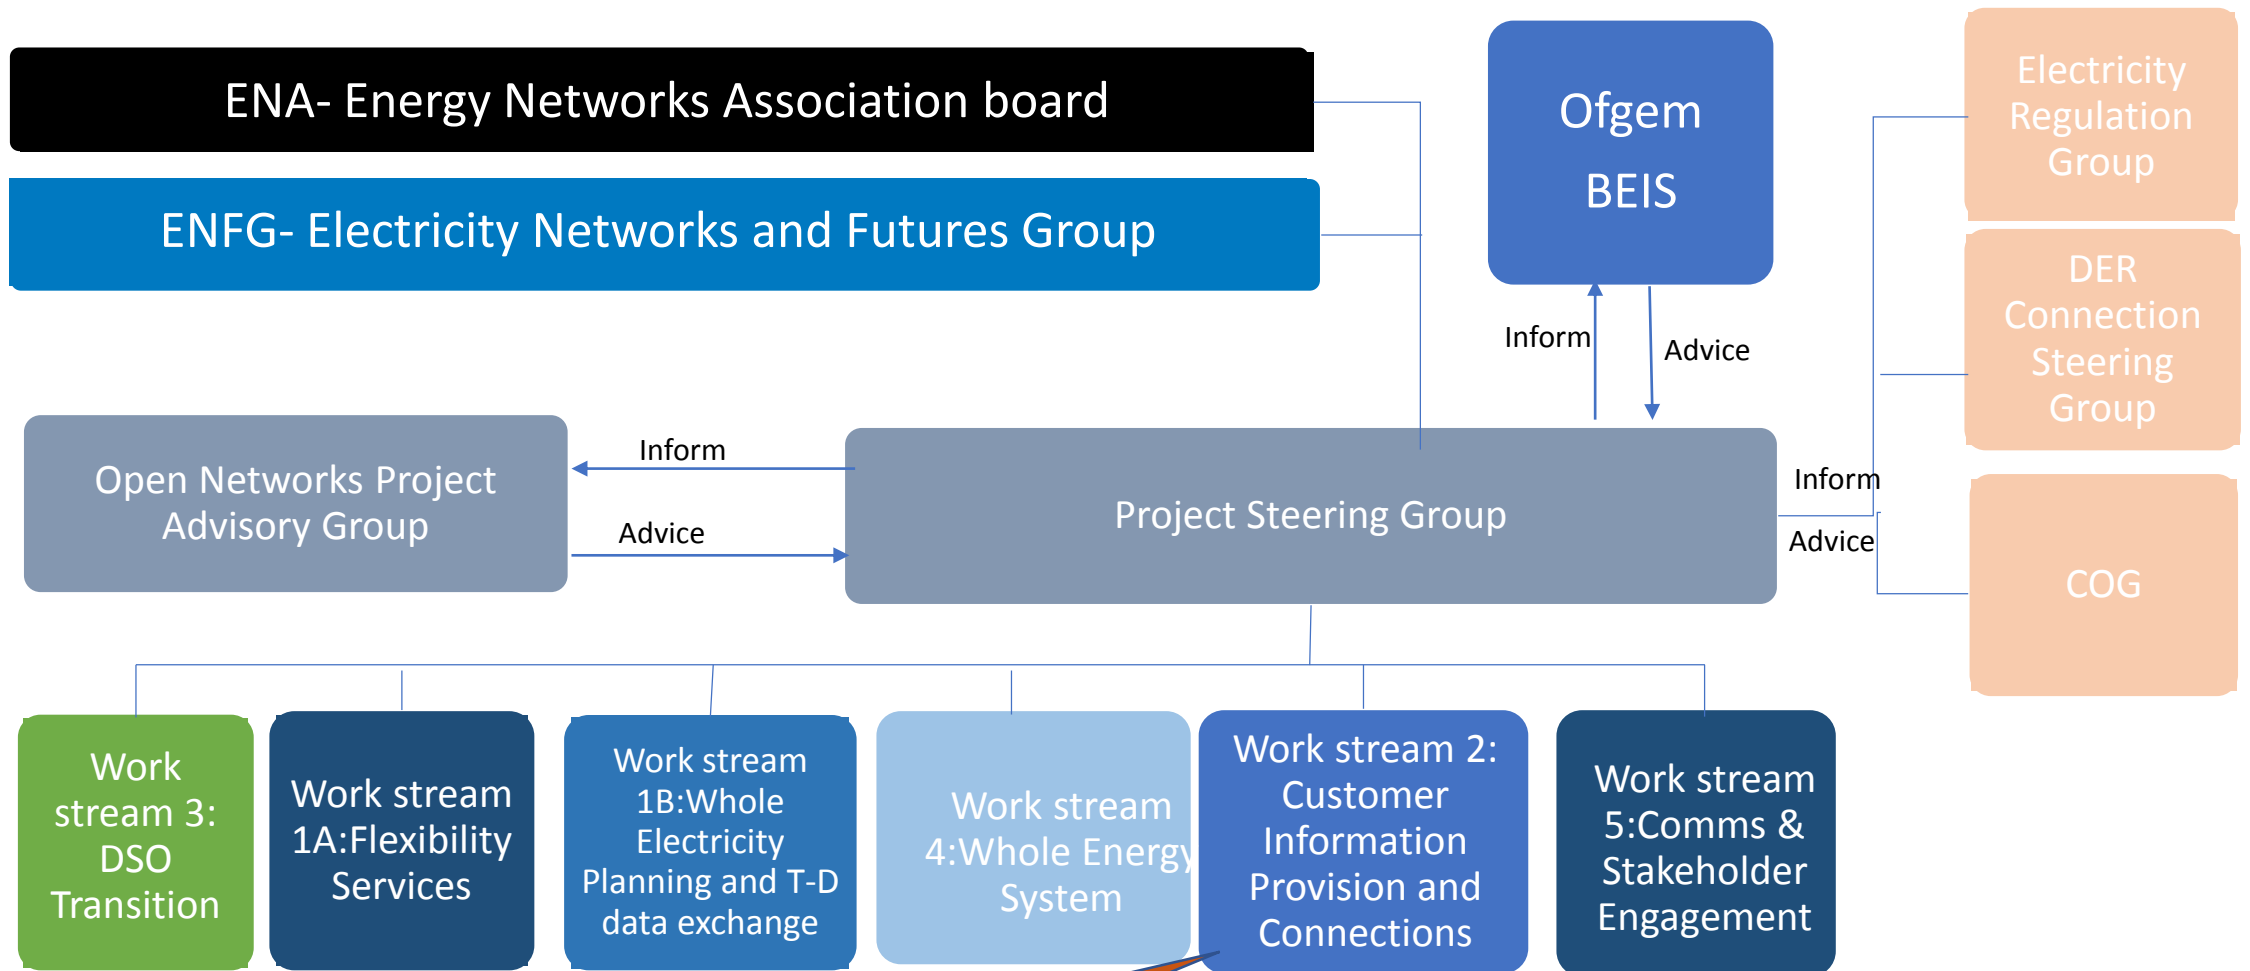 ENA- Energy Networks Association board
ENFG- Electricity Networks and Futures Group
Ofgem
BEIS
Electricity
Regulation
Group
DER
Connection
Steering
Group
COG
Inform
Advice
Open Networks Project
Advisory Group
Inform
Advice
Project Steering Group
Inform
Advice
Work
stream 3:
DSO
Transition
Work stream
1A:Flexibility
Services
Work stream
1B:Whole
Electricity
Planning and T-D
data exchange
Work stream
4:Whole Energy
System
Work stream 2:
Customer
Information
Provision and
Connections
Work stream
5:Comms &
Stakeholder
Engagement